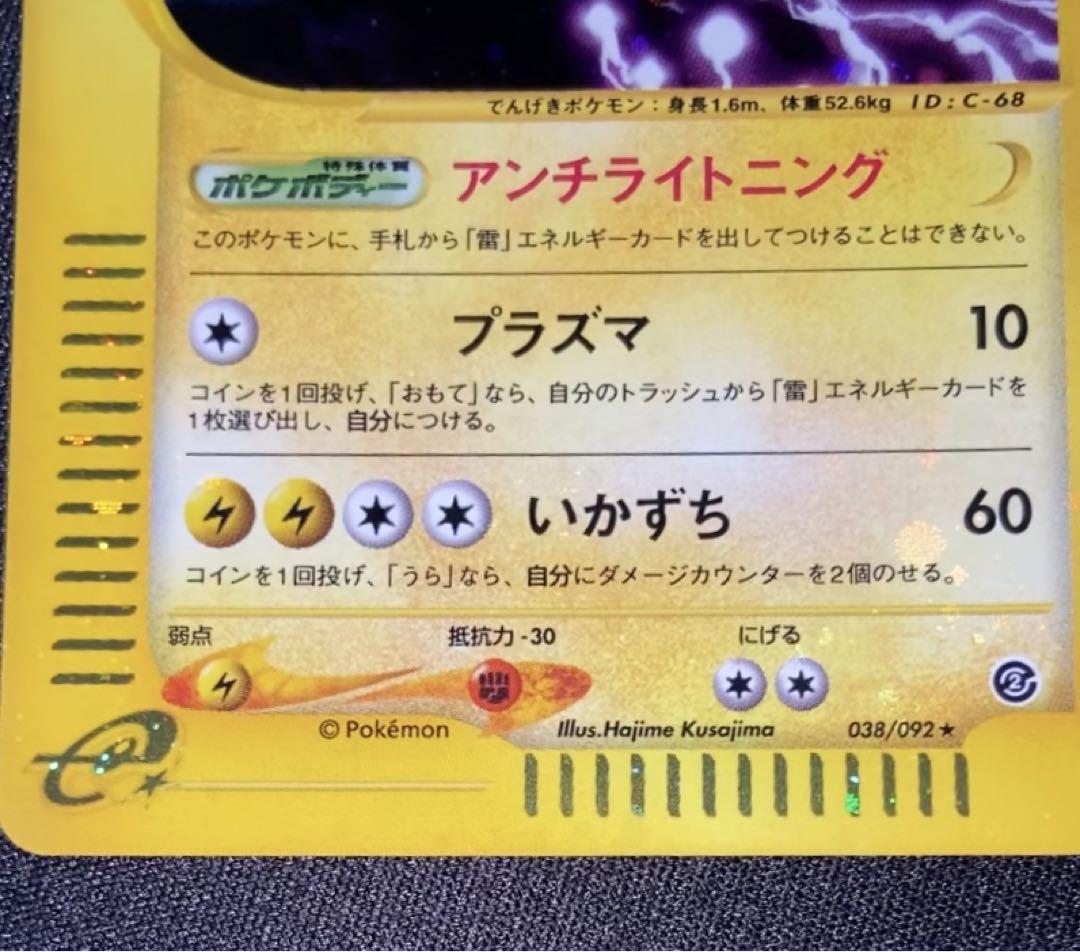 でんげきポケモン：身長1.6m、体重52.6kg ID：C-68
特殊体質
ポケボディー アンチライトニング
このポケモンに、手札から「雷」エネルギーカードを出してつけることはできない。
プラズマ 10
コインを1回投げ、「おもて」なら、自分のトラッシュから「雷」エネルギーカードを
1枚選び出し、自分につける。
いかずち 60
コインを1回投げ、「うら」なら、自分にダメージカウンターを2個のせる。
弱点 抵抗力 -30 にげる
© Pokémon Illus.Hajime Kusajima 038/092★